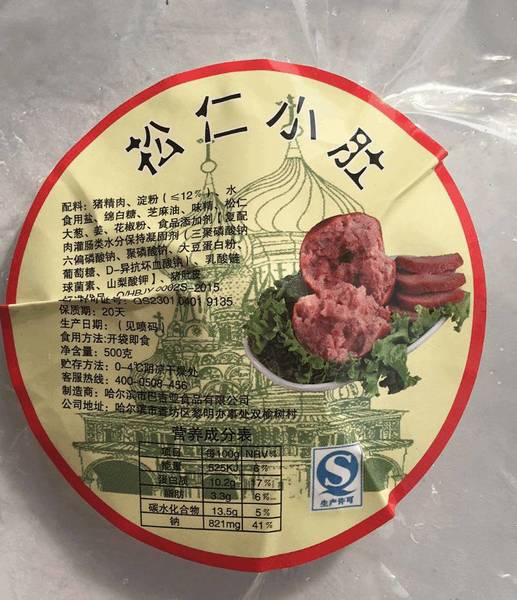 松仁小肚
配料：猪精肉、淀粉（≤12%）、水
食用盐、绵白糖、芝麻油、味精、松仁
大葱、姜、花椒粉、食品添加剂【复配
肉灌肠类水分保持凝固剂（三聚磷酸钠
六偏磷酸钠、聚磷酸钠、大豆蛋白粉、
葡萄糖、D-异抗坏血酸钠）、乳酸链
球菌素、山梨酸钾】、猪肚皮
Q/HBJY 0002S-2015
QS2301 0401 9135
保质期：20天
生产日期：（见喷码）
食用方法:开袋即食
净含量：500克
贮存方法：0-4℃阴凉干燥处
客服热线：400-0508-456
制造商：哈尔滨市巴吉亚食品有限公司
公司地址：哈尔滨市香坊区黎明办事处双榆树村
营养成分表
项目 每100g NRV%
能量 525KJ 6%
蛋白质 10.2g 17%
脂肪 3.3g 6%
碳水化合物 13.5g 5%
钠 821mg 41%
生产许可